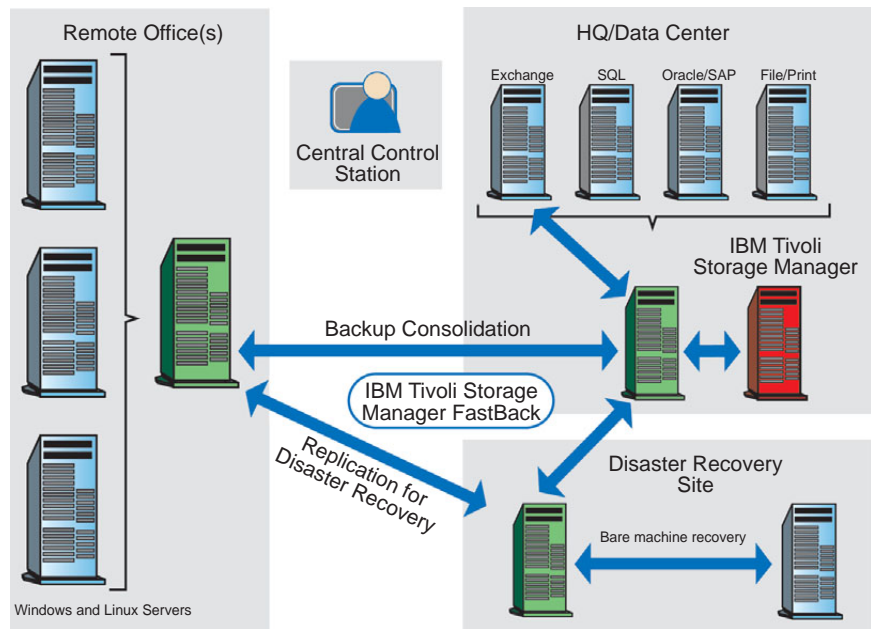 Remote Office(s)
Windows and Linux Servers
Central Control
Station
HQ/Data Center
Exchange
SQL
Oracle/SAP
File/Print
IBM Tivoli
Storage Manager
Backup Consolidation
IBM Tivoli Storage
Manager FastBack
Replication for
Disaster Recovery
Disaster Recovery
Site
Bare machine recovery